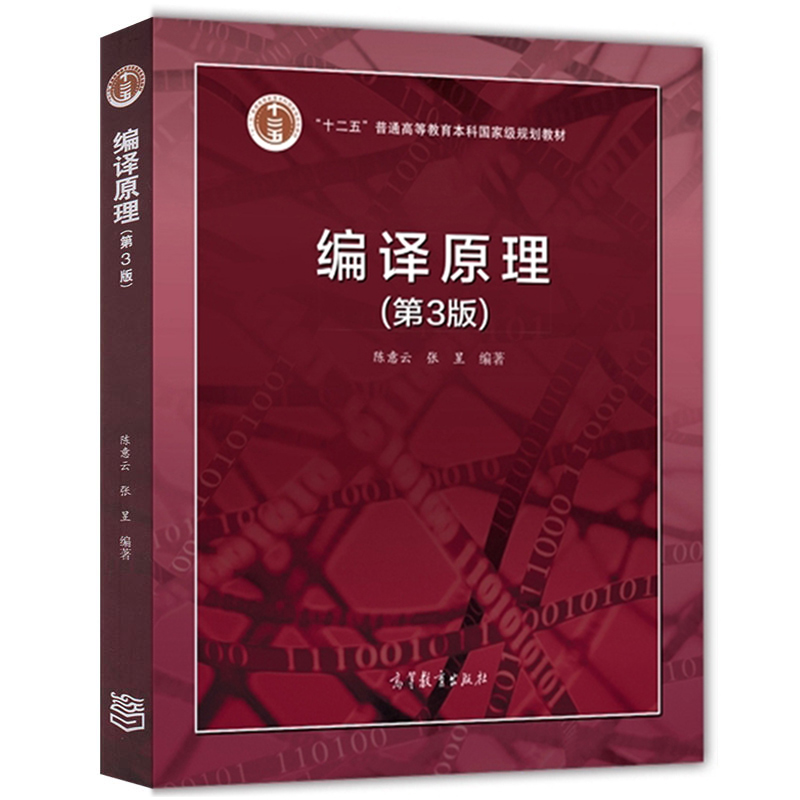 编译原理
（第3版）
陈意云 张昱 编著
“十二五”普通高等教育本科国家级规划教材
编译原理
（第3版）
陈意云 张昱 编著
高等教育出版社
110100